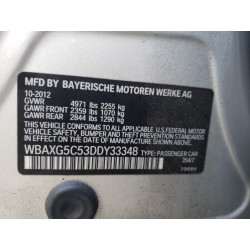 MFD BY BAYERISCHE MOTOREN WERKE AG
10-2012
GVWR 4971 lbs 2255 kg
GAWR FRONT 2359 lbs 1070 kg
GAWR REAR 2844 lbs 1290 kg
THIS VEHICLE CONFORMS TO ALL APPLICABLE U.S. FEDERAL MOTOR
VEHICLE SAFETY, BUMPER, AND THEFT PREVENTION STANDARDS IN
EFFECT ON THE DATE OF MANUFACTURE SHOWN ABOVE.
WBAXG5C53DDY33348
TYPE: PASSENGER CAR
354/7